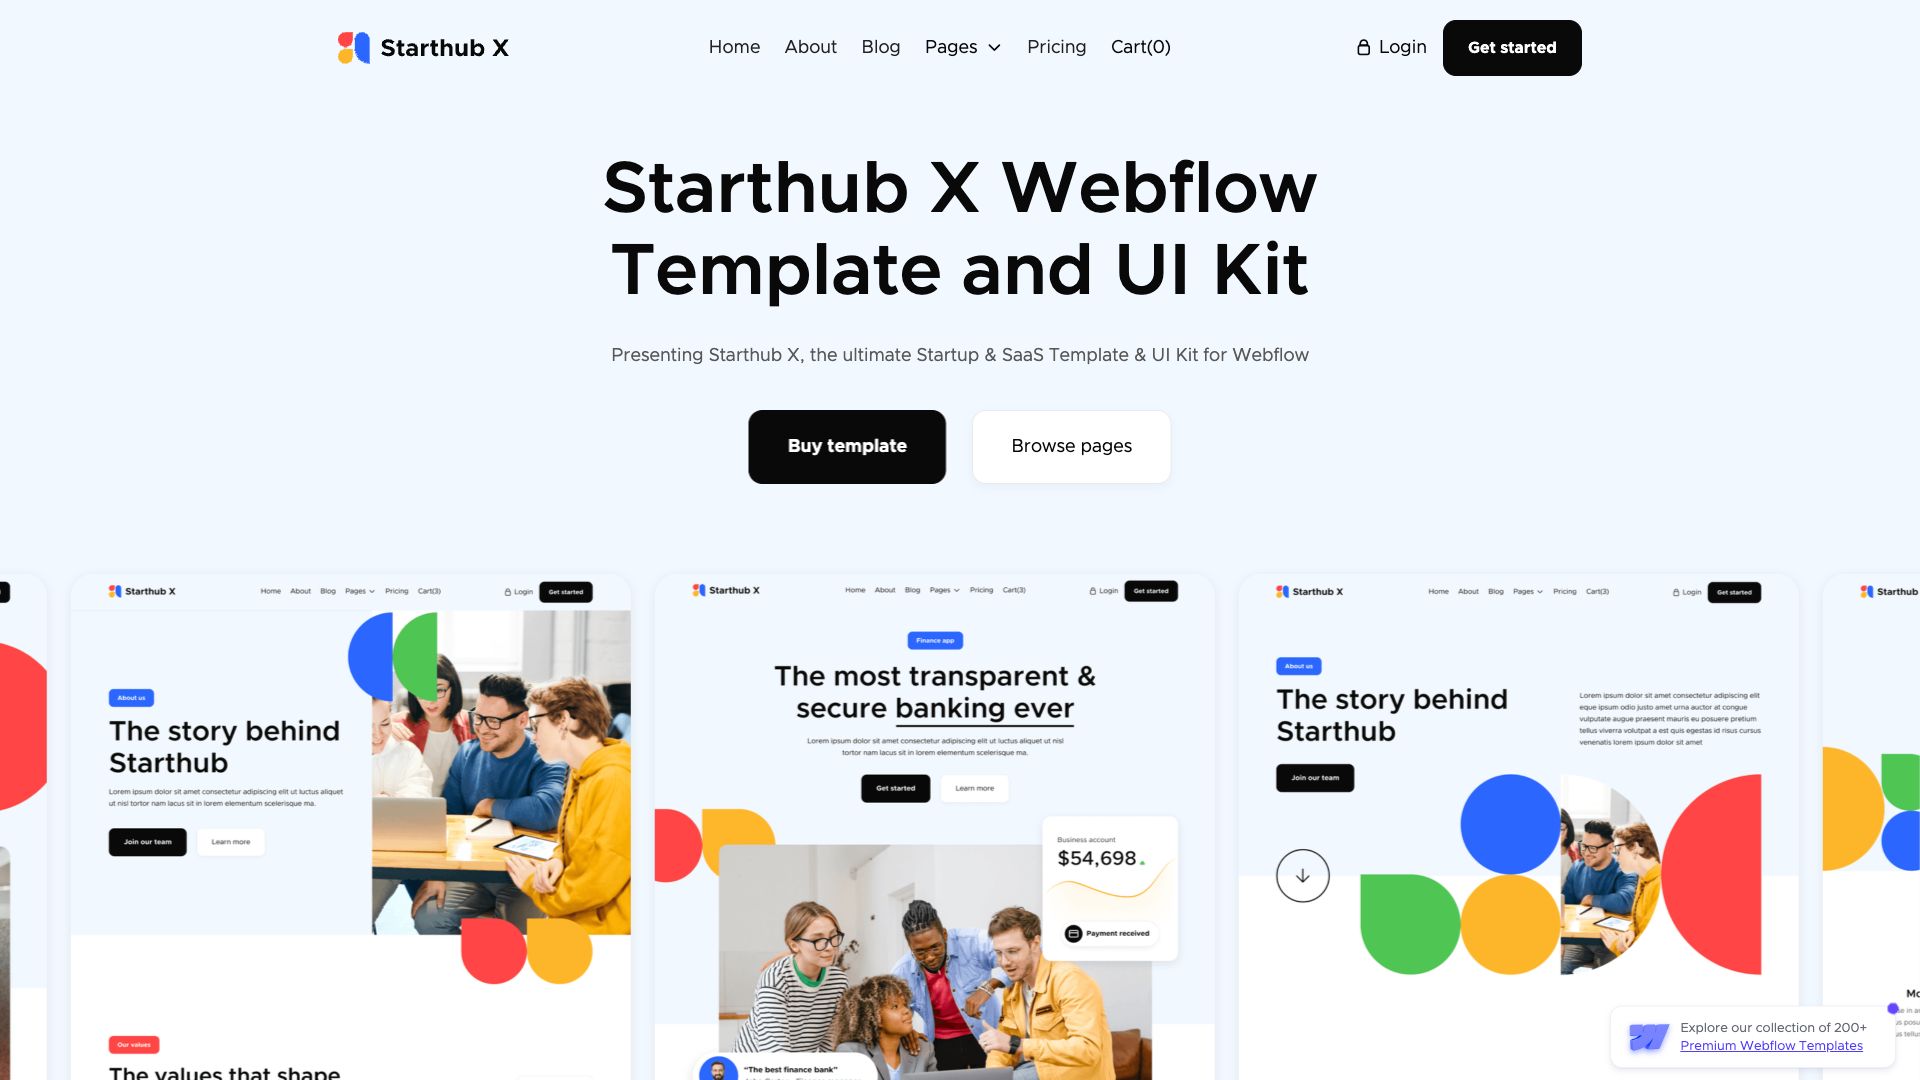 Starthub X
Home
About
Blog
Pages
Pricing
Cart(0)
Login
Get started
Starthub X Webflow
Template and UI Kit
Presenting Starthub X, the ultimate Startup & SaaS Template & UI Kit for Webflow
Buy template
Browse pages
Starthub X
Home
About
Blog
Pages
Pricing
Cart(3)
Login
Get started
About us
The story behind
Starthub
Lorem ipsum dolor sit amet consectetur adipiscing elit ut luctus aliquet
ut nisl tortor nam lacus sit in lorem elementum scelerisque ma.
Join our team
Learn more
Our values
The values that shape
Starthub X
Home
About
Blog
Pages
Pricing
Cart(3)
Login
Get started
Finance app
The most transparent &
secure banking ever
Lorem ipsum dolor sit amet consectetur adipiscing elit ut luctus aliquet ut nisl
tortor nam lacus sit in lorem elementum scelerisque ma.
Get started
Learn more
Business account
$54,698
Payment received
“The best finance bank”
Starthub X
Home
About
Blog
Pages
Pricing
Cart(3)
Login
Get started
About us
The story behind
Starthub
Lorem ipsum dolor sit amet consectetur adipiscing elit
eque ipsum odio justo amet urna auctor at congue
vulputate augue praesent mauris eu posuere pretium
tellus viverra volutpat a est quis egestas id risus cursus
venenatis lorem ipsum dolor sit amet
Join our team
Starthub
Explore our collection of 200+
Premium Webflow Templates